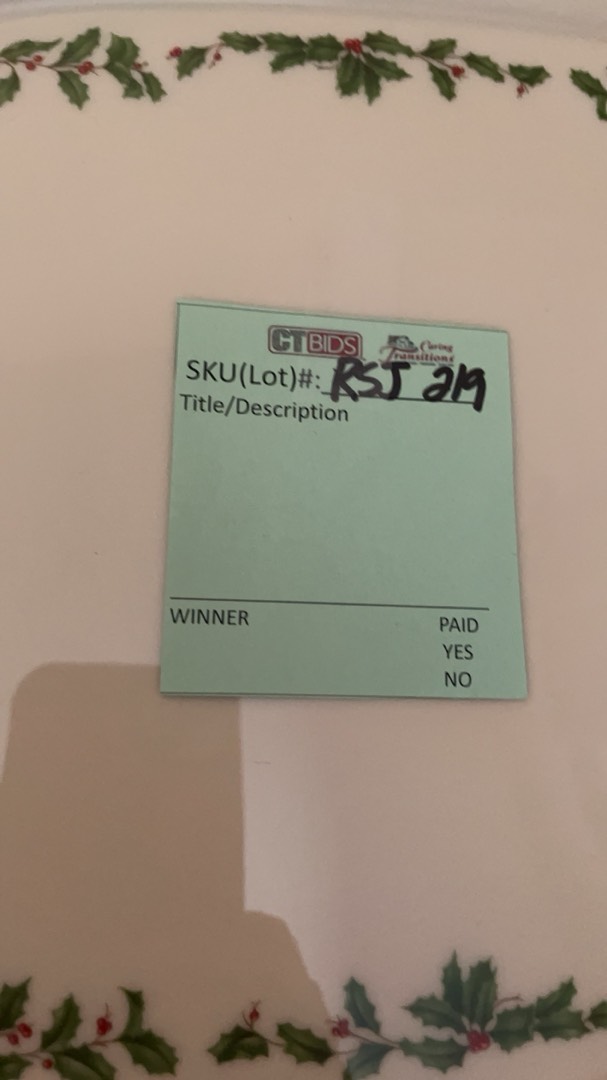 CTBIDS Caring Transitions
SKU(Lot)#: RSJ 219
Title/Description
WINNER PAID
YES
NO